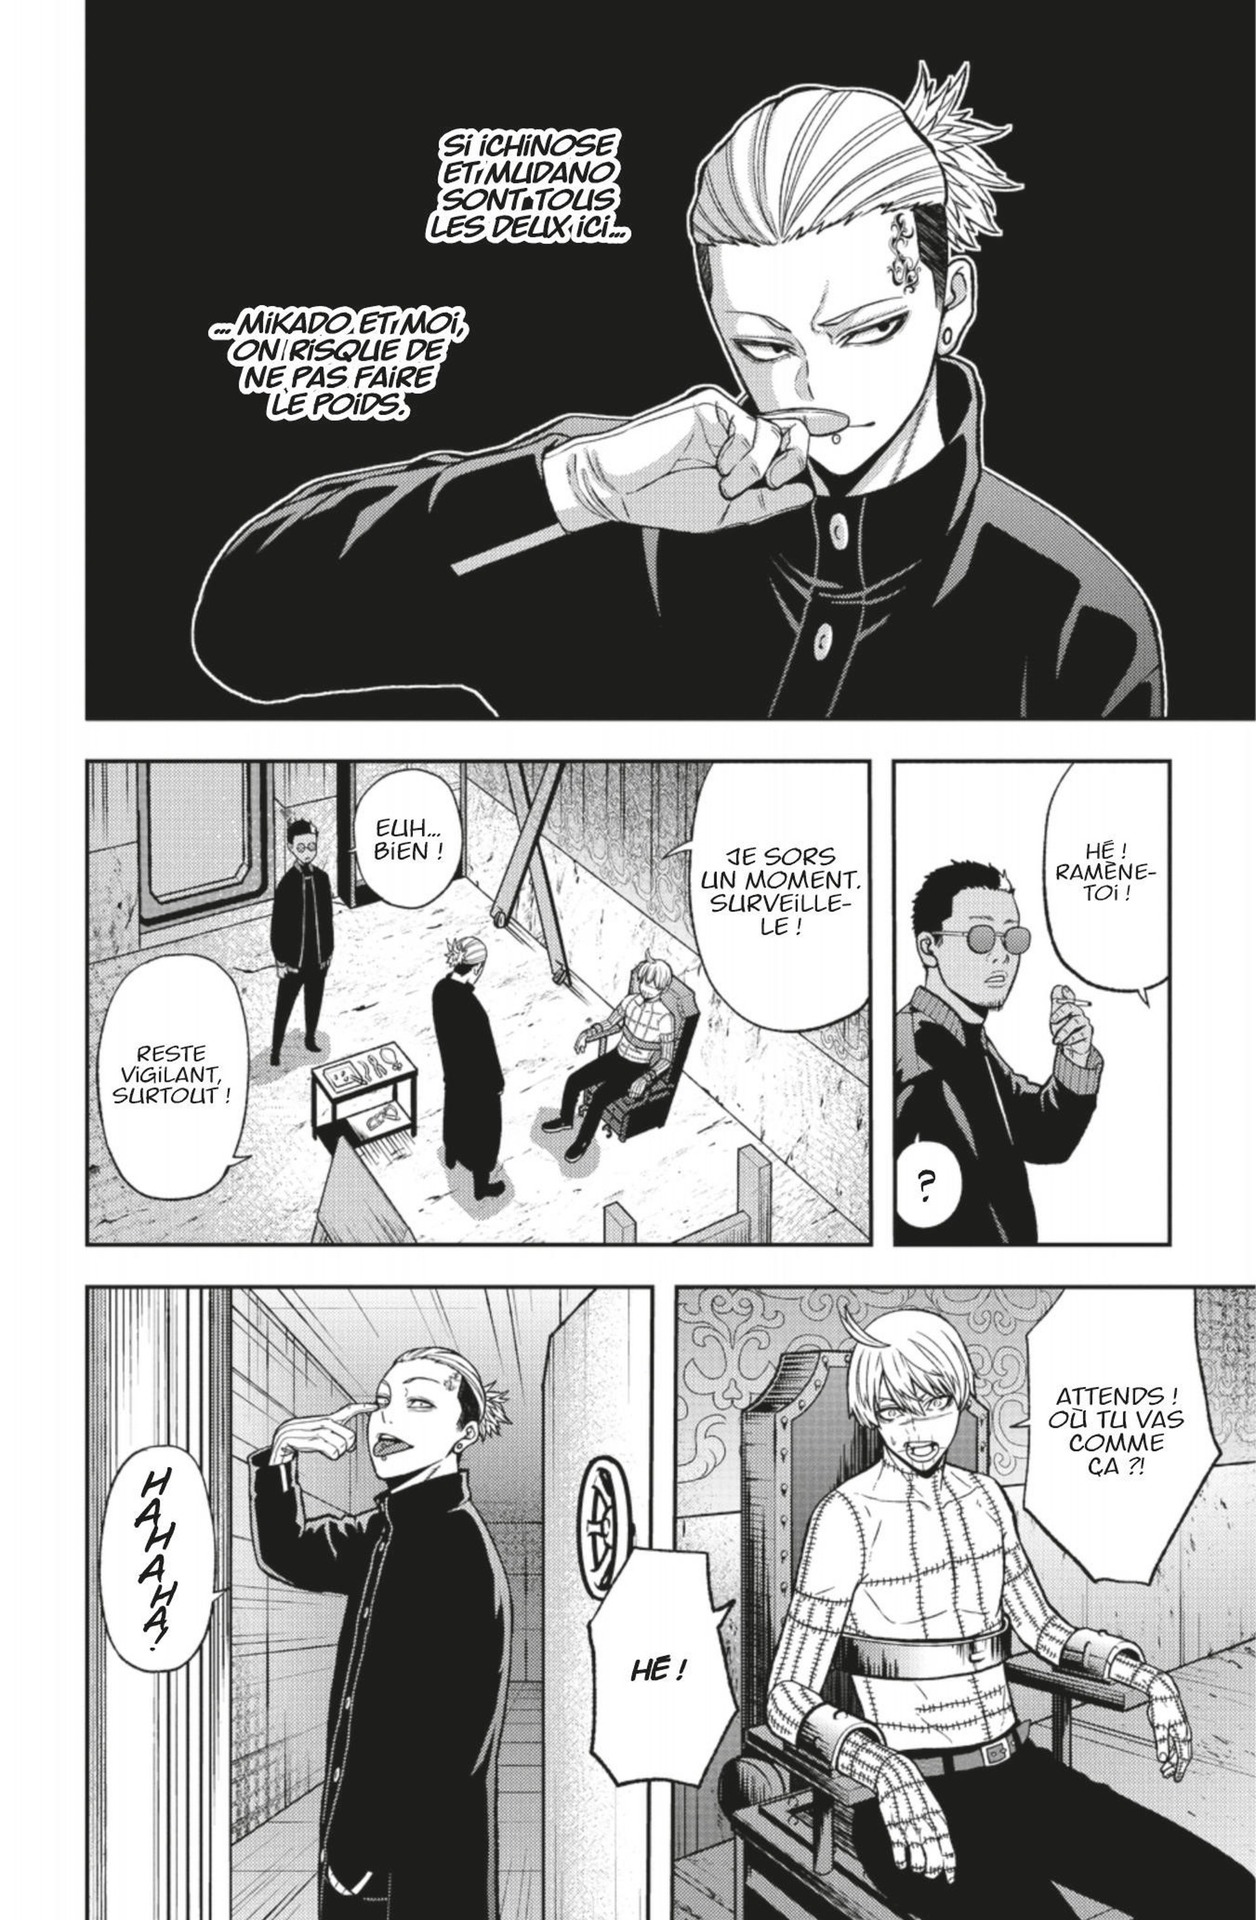 SI ICHINOSE
ET MUDANO
SONT TOUS
LES DEUX ICI...
... MIKADO ET MOI,
ON RISQUE DE
NE PAS FAIRE
LE POIDS.
HÉ !
RAMÈNE-
TOI !
?
JE SORS
UN MOMENT.
SURVEILLE-
LE !
EUH...
BIEN !
RESTE
VIGILANT,
SURTOUT !
ATTENDS !
OÙ TU VAS
COMME
ÇA ?!
HÉ !
HAHAHAHA !